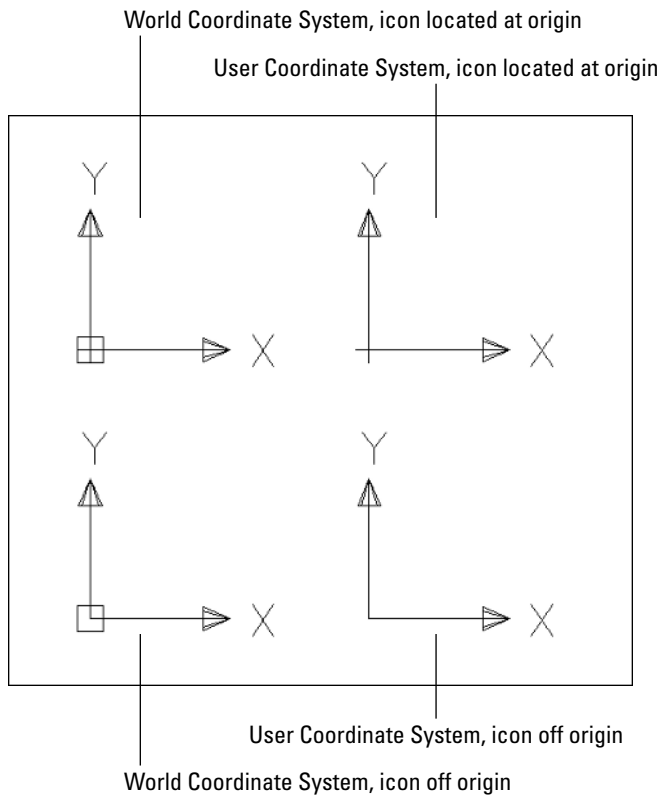 World Coordinate System, icon located at origin
User Coordinate System, icon located at origin
Y
Y
X
X
Y
Y
X
X
User Coordinate System, icon off origin
World Coordinate System, icon off origin